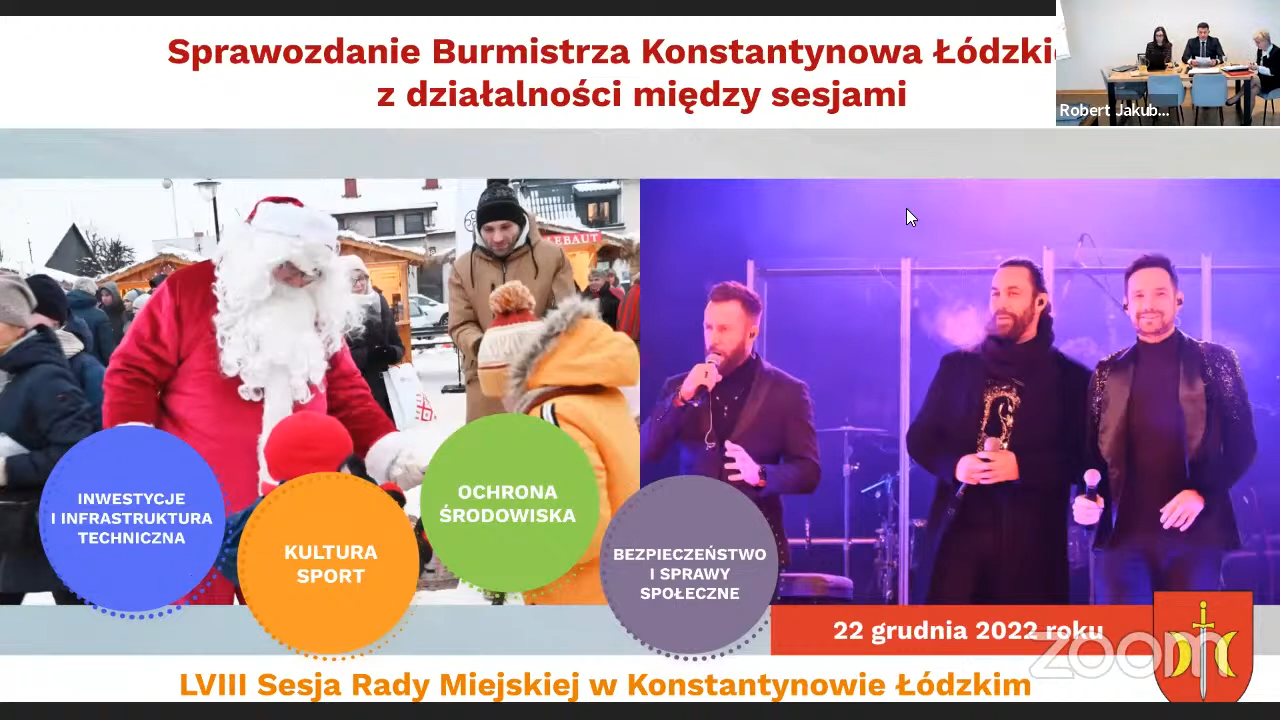 Sprawozdanie Burmistrza Konstantynowa Łódzki
z działalności między sesjami
Robert Jakub...
INWESTYCJE
I INFRASTRUKTURA
TECHNICZNA
KULTURA
SPORT
OCHRONA
ŚRODOWISKA
BEZPIECZEŃSTWO
I SPRAWY
SPOŁECZNE
22 grudnia 2022 roku
zoom
LVIII Sesja Rady Miejskiej w Konstantynowie Łódzkim